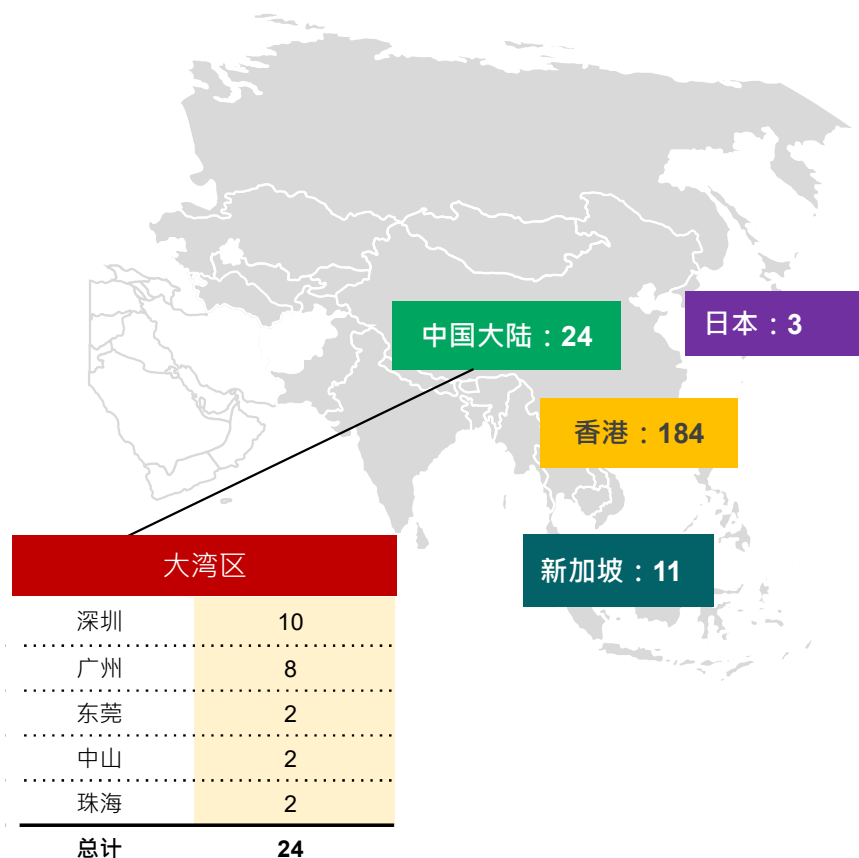 中国大陆：24
日本：3
香港：184
新加坡：11
大湾区
深圳 10
广州 8
东莞 2
中山 2
珠海 2
总计 24